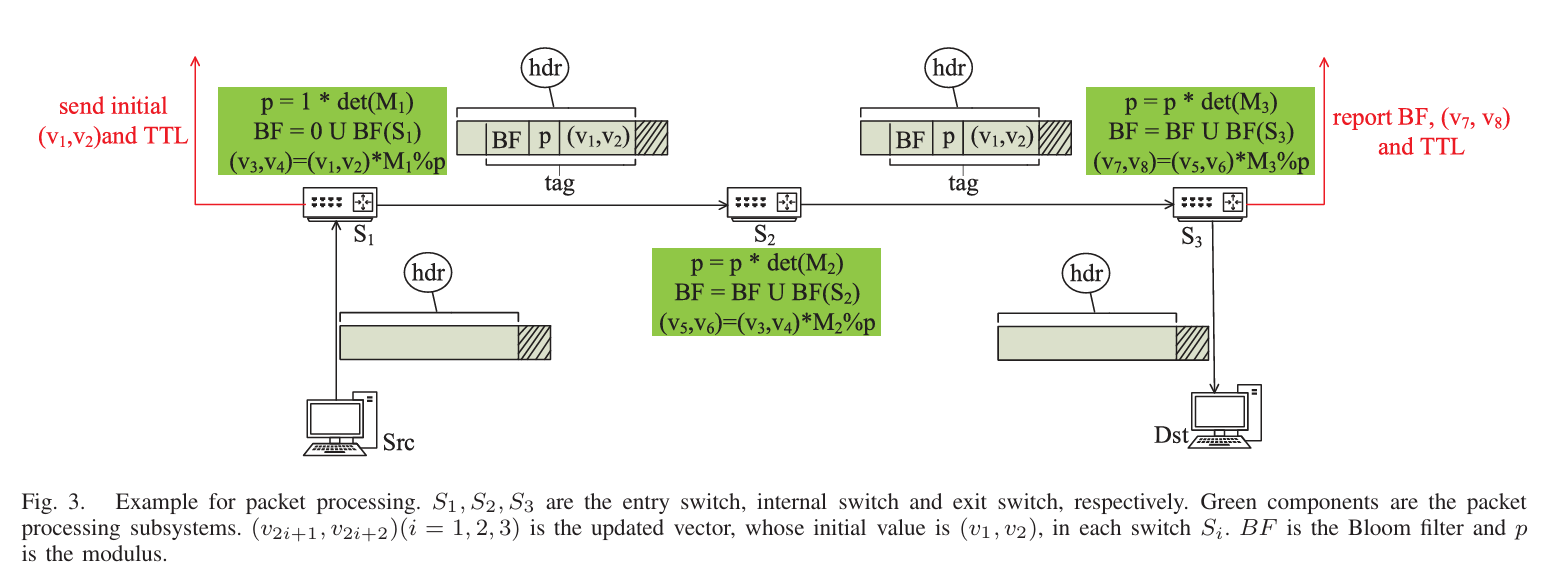 send initial
(v₁,v₂)and TTL
p = 1 * det(M₁)
BF = 0 U BF(S₁)
(v₃,v₄)=(v₁,v₂)*M₁%p
hdr
BF p (v₁,v₂)
tag
hdr
BF p (v₁,v₂)
tag
p = p * det(M₃)
BF = BF U BF(S₃)
(v₇,v₈)=(v₅,v₆)*M₃%p
report BF, (v₇, v₈)
and TTL
S₁
S₂
S₃
p = p * det(M₂)
BF = BF U BF(S₂)
(v₅,v₆)=(v₃,v₄)*M₂%p
hdr
hdr
Src
Dst
Fig. 3. Example for packet processing. S₁, S₂, S₃ are the entry switch, internal switch and exit switch, respectively. Green components are the packet
processing subsystems. (v₂ᵢ₊₁, v₂ᵢ₊₂)(i = 1, 2, 3) is the updated vector, whose initial value is (v₁, v₂), in each switch Sᵢ. BF is the Bloom filter and p
is the modulus.